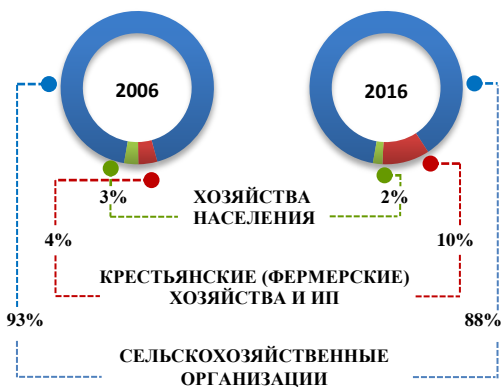 2006
2016
3%
ХОЗЯЙСТВА
НАСЕЛЕНИЯ
2%
4%
10%
КРЕСТЬЯНСКИЕ (ФЕРМЕРСКИЕ)
ХОЗЯЙСТВА И ИП
93%
88%
СЕЛЬСКОХОЗЯЙСТВЕННЫЕ
ОРГАНИЗАЦИИ